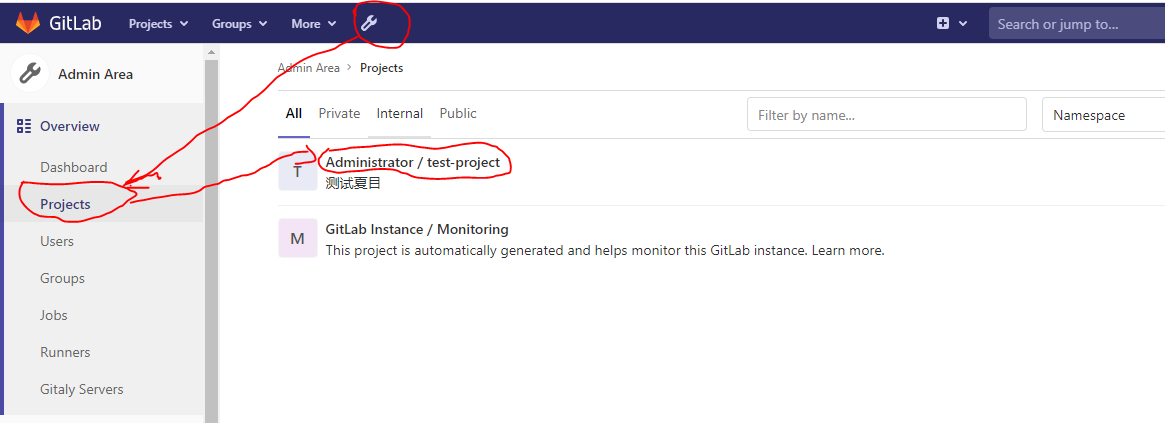 GitLab Projects Groups More Search or jump to...
Admin Area
Overview
Dashboard
Projects
Users
Groups
Jobs
Runners
Gitaly Servers
Admin Area > Projects
All Private Internal Public Filter by name... Namespace
T Administrator / test-project
测试夏目
M GitLab Instance / Monitoring
This project is automatically generated and helps monitor this GitLab instance. Learn more.